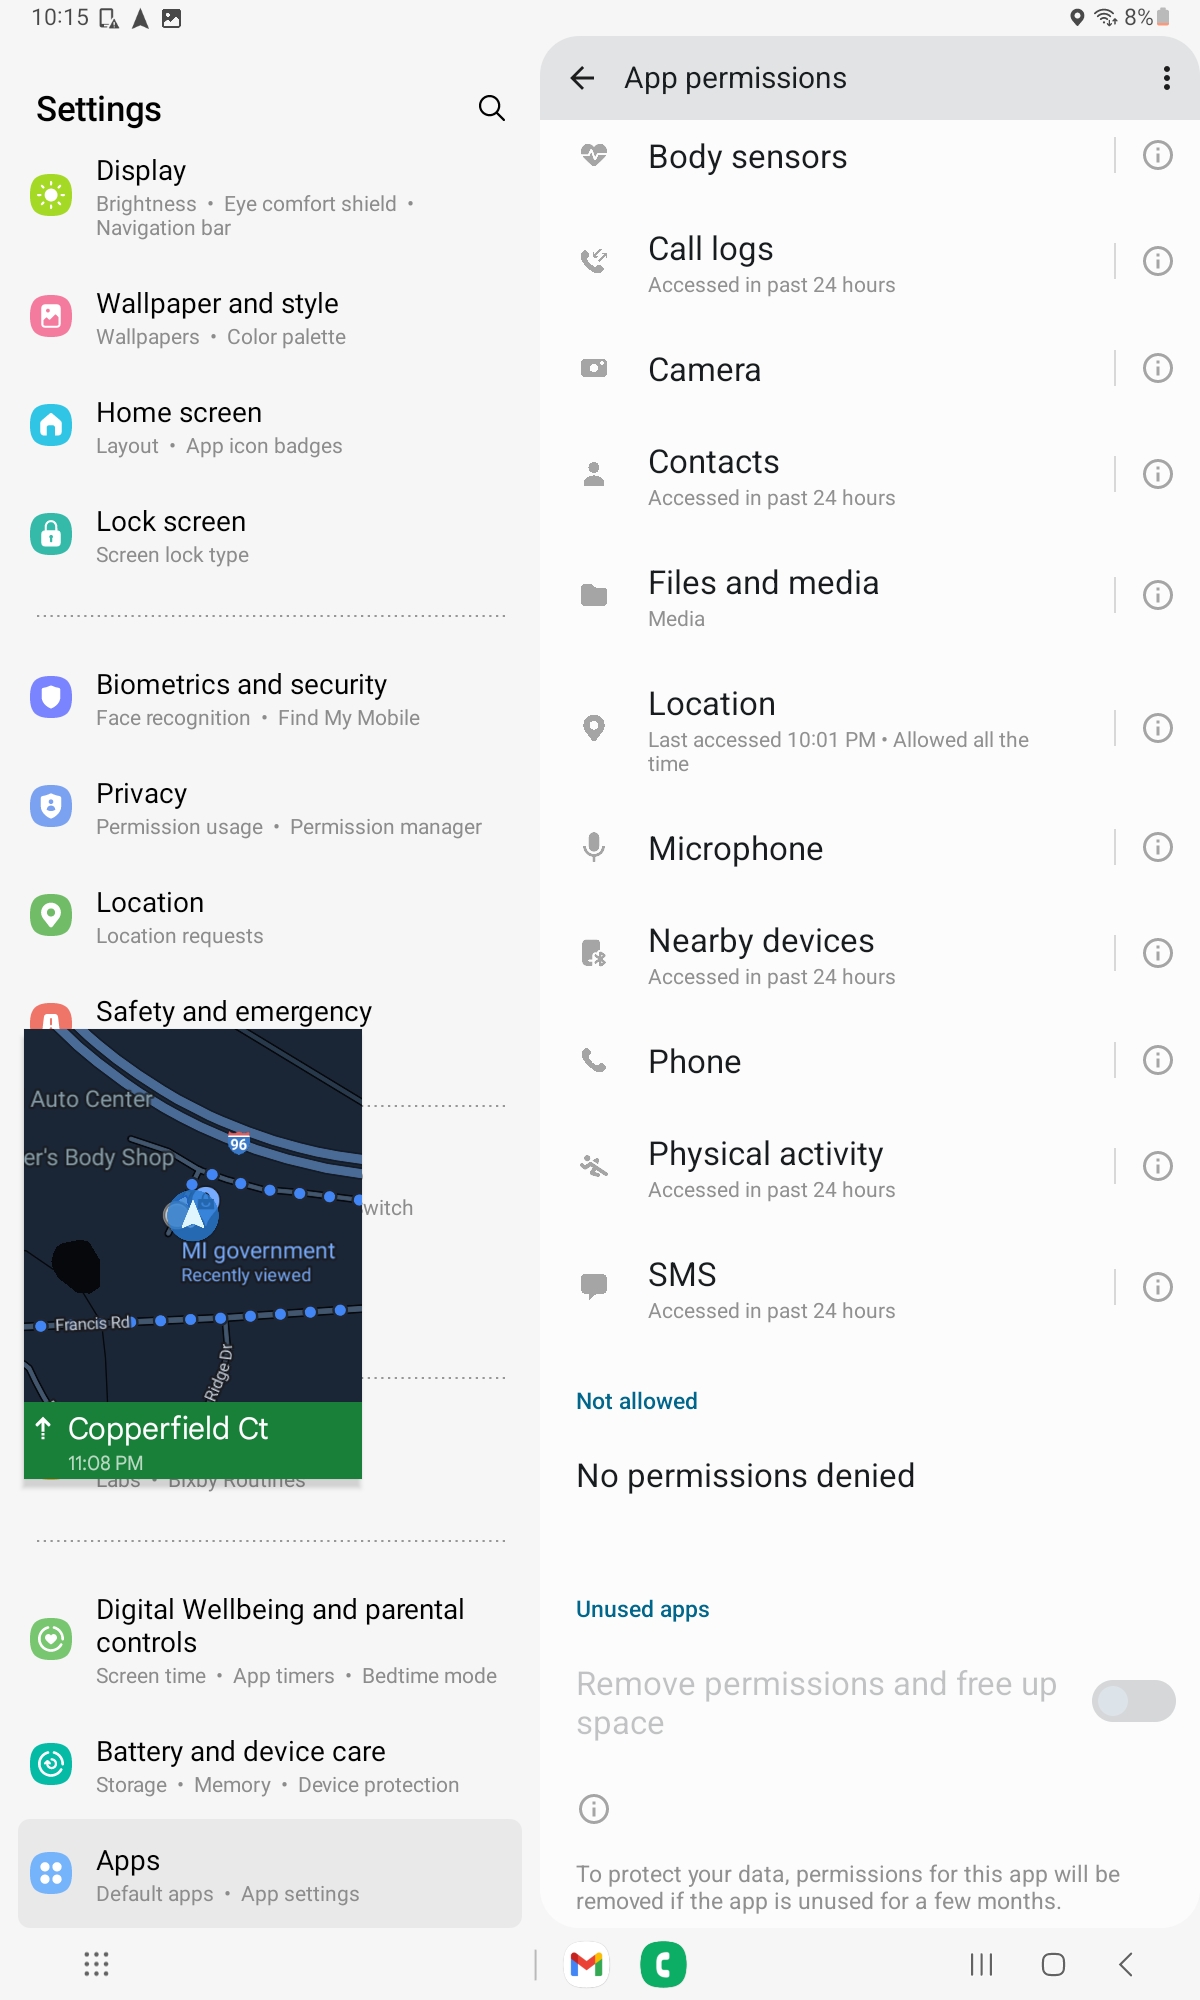 10:15
8%
Settings
Display
Brightness • Eye comfort shield •
Navigation bar
Wallpaper and style
Wallpapers • Color palette
Home screen
Layout • App icon badges
Lock screen
Screen lock type
Biometrics and security
Face recognition • Find My Mobile
Privacy
Permission usage • Permission manager
Location
Location requests
Safety and emergency
Auto Center
er's Body Shop
96
witch
MI government
Recently viewed
Francis Rd
Ridge Dr
Copperfield Ct
11:08 PM
Labs • Bixby Routines
Digital Wellbeing and parental
controls
Screen time • App timers • Bedtime mode
Battery and device care
Storage • Memory • Device protection
Apps
Default apps • App settings
App permissions
Body sensors
Call logs
Accessed in past 24 hours
Camera
Contacts
Accessed in past 24 hours
Files and media
Media
Location
Last accessed 10:01 PM • Allowed all the
time
Microphone
Nearby devices
Accessed in past 24 hours
Phone
Physical activity
Accessed in past 24 hours
SMS
Accessed in past 24 hours
Not allowed
No permissions denied
Unused apps
Remove permissions and free up
space
To protect your data, permissions for this app will be
removed if the app is unused for a few months.